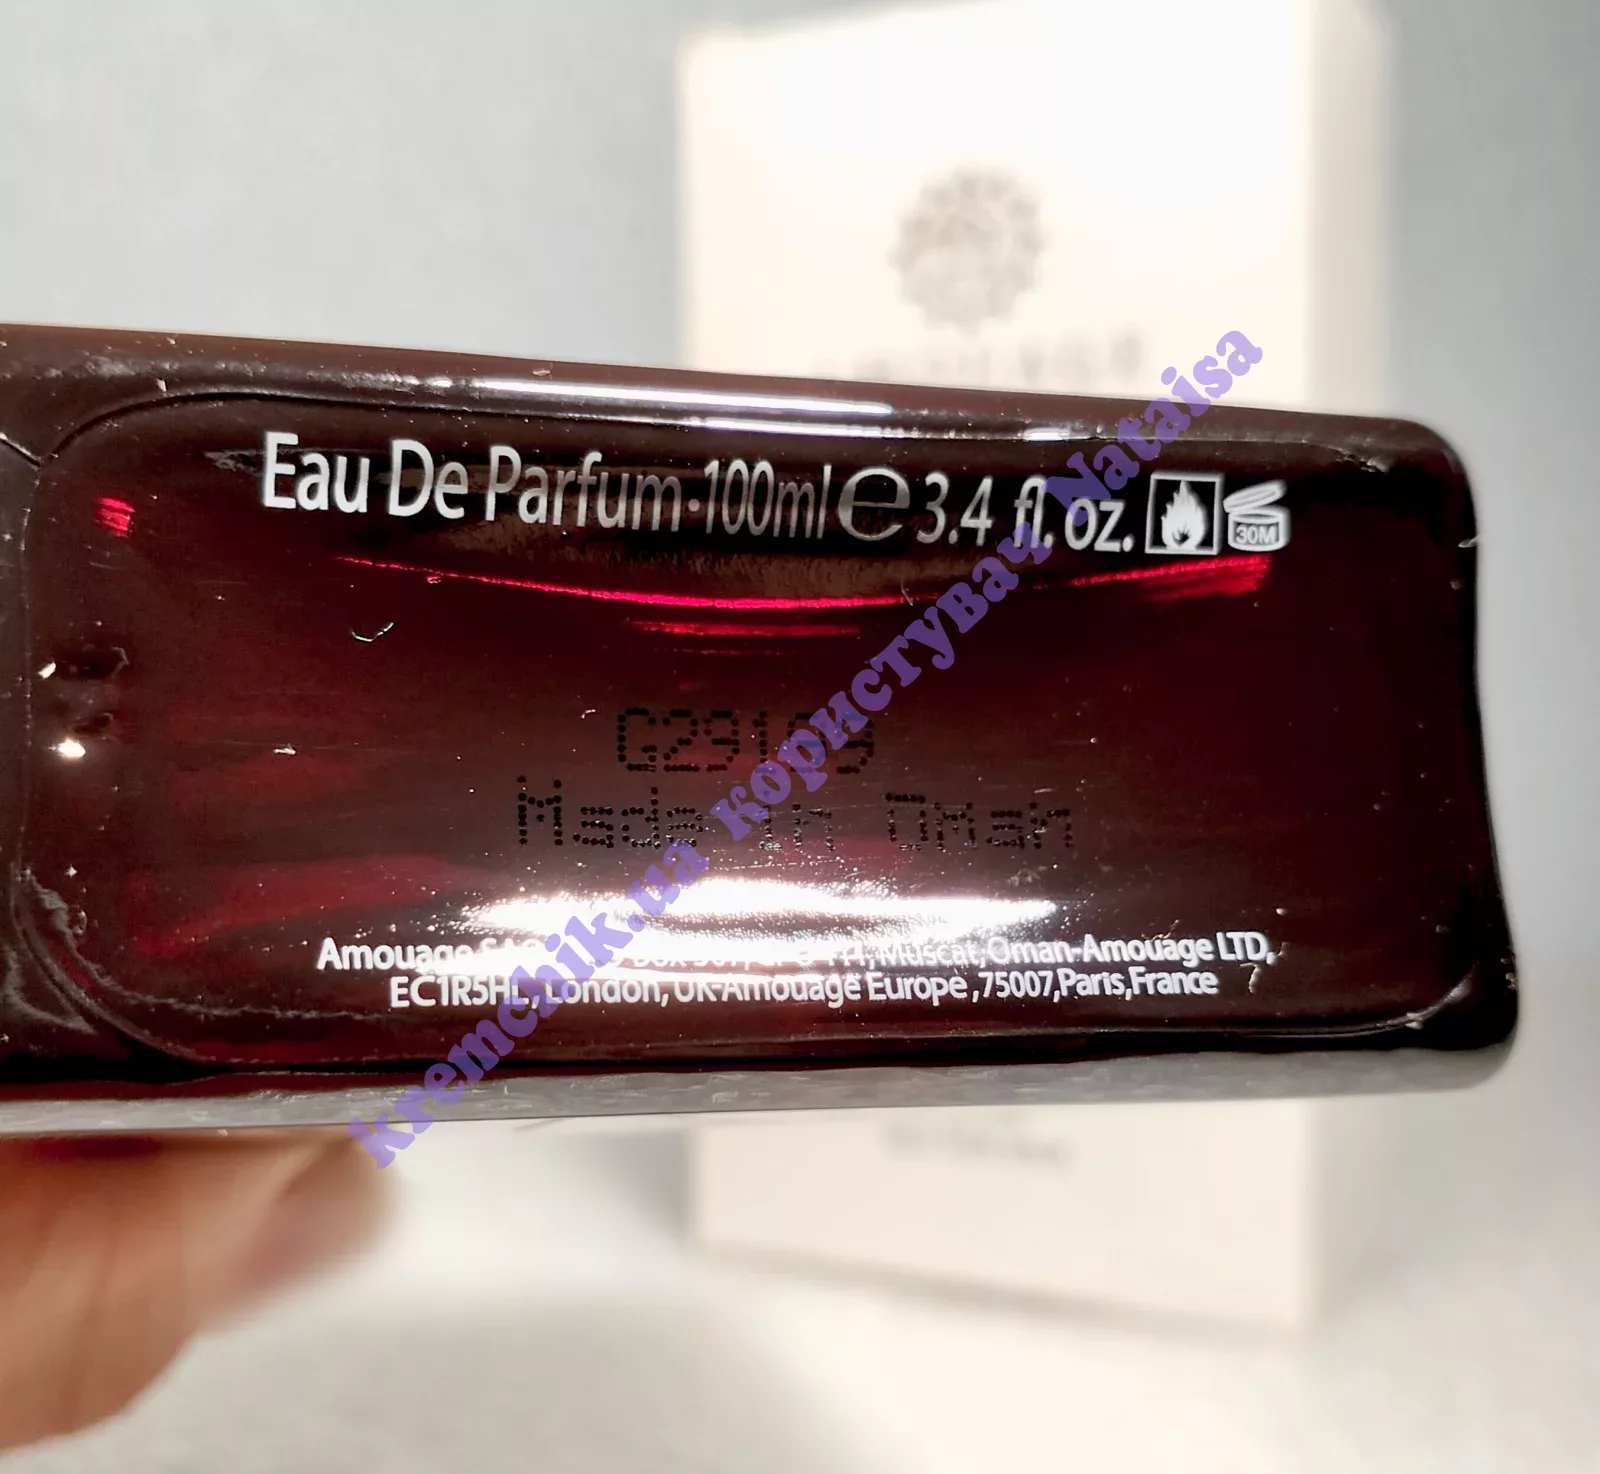 Eau De Parfum·100ml ℮ 3.4 fl. oz.
30M
Made in Oman
Amouage Muscat, Oman-Amouage LTD,
EC1R5HL, London, UK-Amouage Europe ,75007,Paris,France
kremchik.ua користувач Nataisa